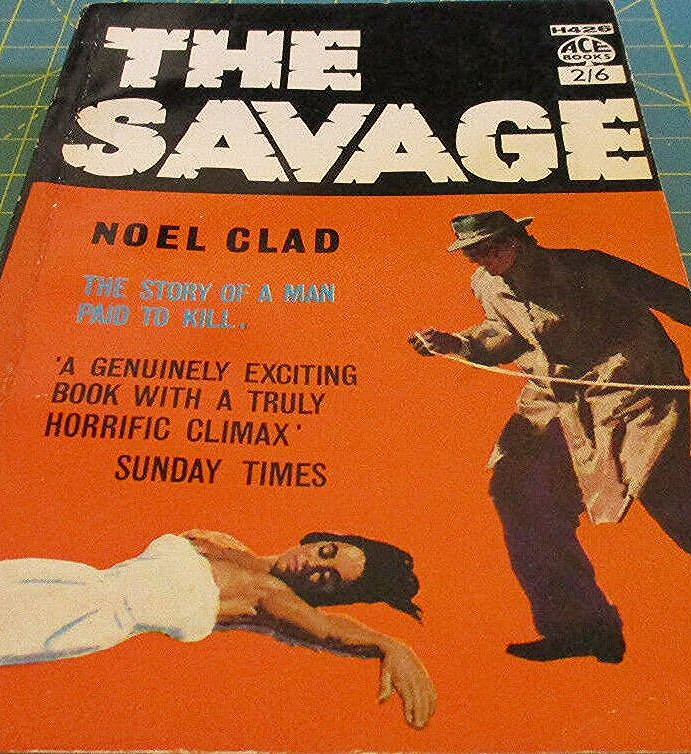 THE
SAVAGE
H426
ACE
BOOKS
2/6
NOEL CLAD
THE STORY OF A MAN
PAID TO KILL..
'A GENUINELY EXCITING
BOOK WITH A TRULY
HORRIFIC CLIMAX'
SUNDAY TIMES